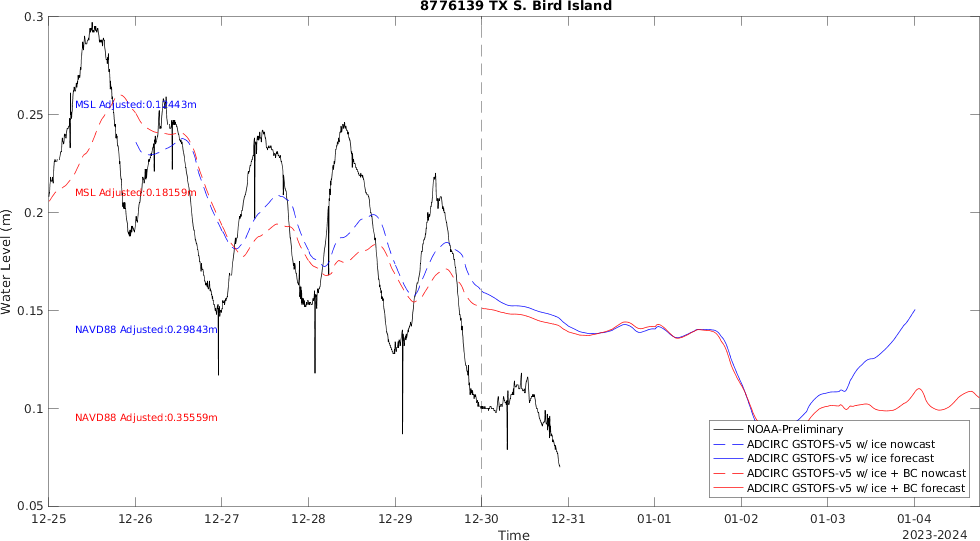 8776139 TX S. Bird Island
0.3
0.25
0.2
0.15
0.1
0.05
Water Level (m)
MSL Adjusted:0.12443m
MSL Adjusted:0.18159m
NAVD88 Adjusted:0.29843m
NAVD88 Adjusted:0.35559m
NOAA-Preliminary
ADCIRC GSTOFS-v5 w/ ice nowcast
ADCIRC GSTOFS-v5 w/ ice forecast
ADCIRC GSTOFS-v5 w/ ice + BC nowcast
ADCIRC GSTOFS-v5 w/ ice + BC forecast
12-25 12-26 12-27 12-28 12-29 12-30 12-31 01-01 01-02 01-03 01-04
Time
2023-2024